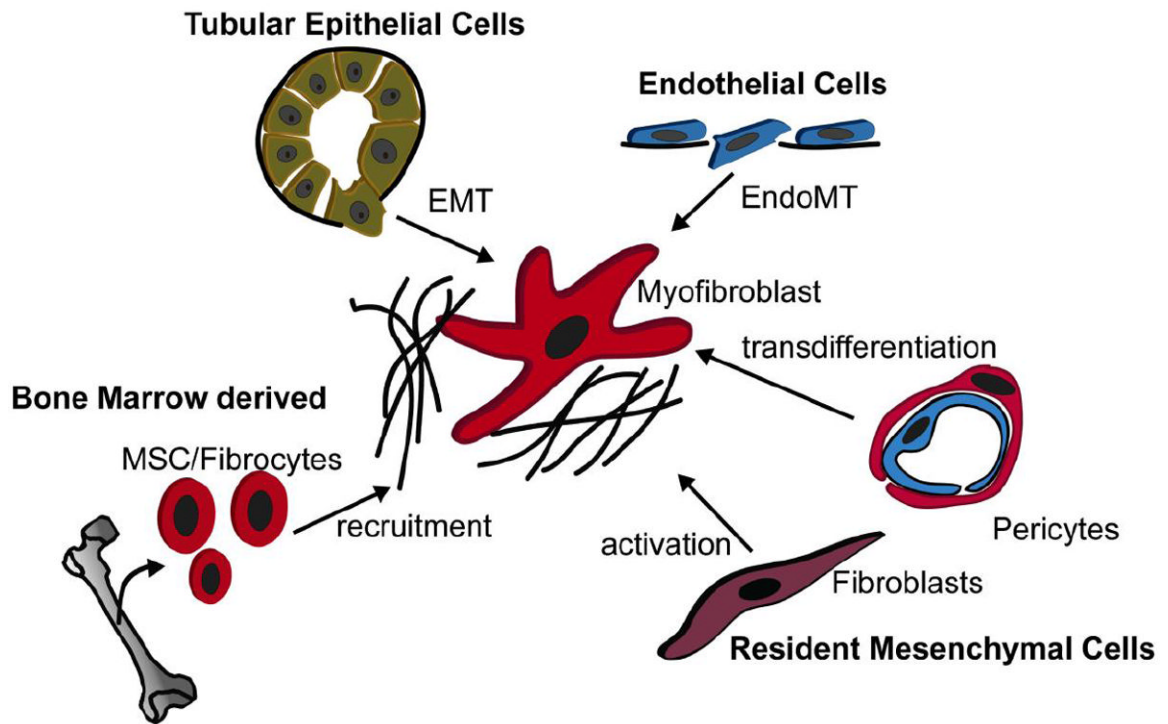 Tubular Epithelial Cells
Endothelial Cells
EMT
EndoMT
Myofibroblast
transdifferentiation
Bone Marrow derived
MSC/Fibrocytes
recruitment
activation
Pericytes
Fibroblasts
Resident Mesenchymal Cells